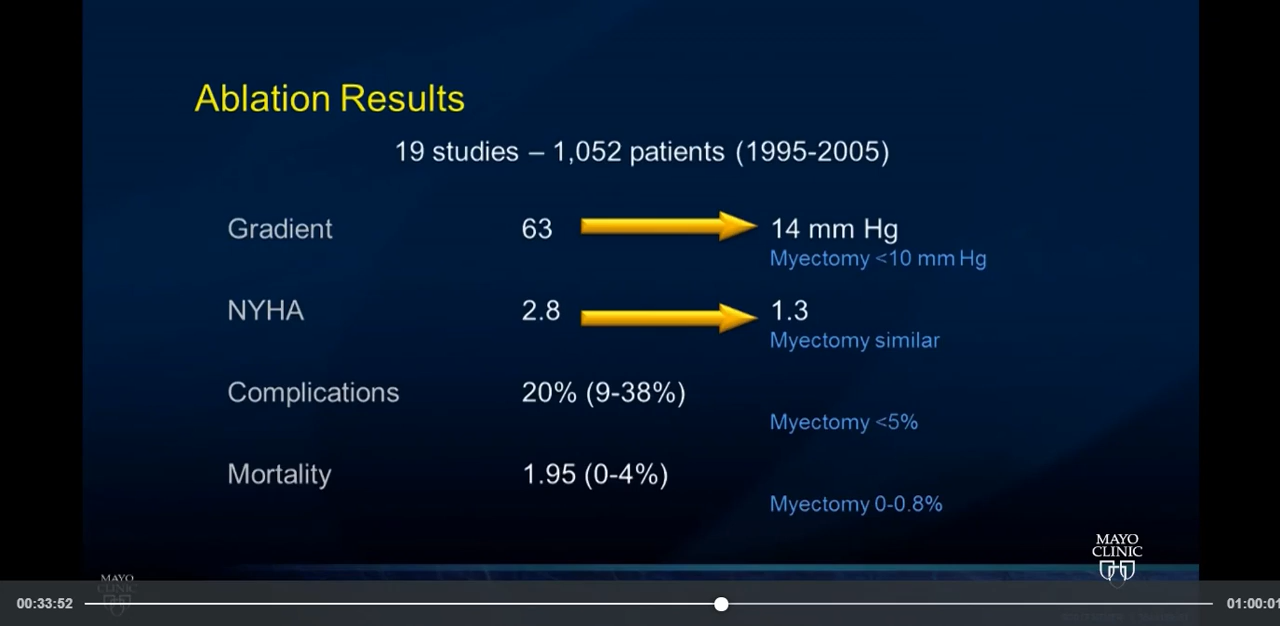 Ablation Results
19 studies – 1,052 patients (1995-2005)
Gradient 63 14 mm Hg
Myectomy <10 mm Hg
NYHA 2.8 1.3
Myectomy similar
Complications 20% (9-38%)
Myectomy <5%
Mortality 1.95 (0-4%)
Myectomy 0-0.8%
MAYO
CLINIC
MAYO
CLINIC
00:33:52 01:00:01